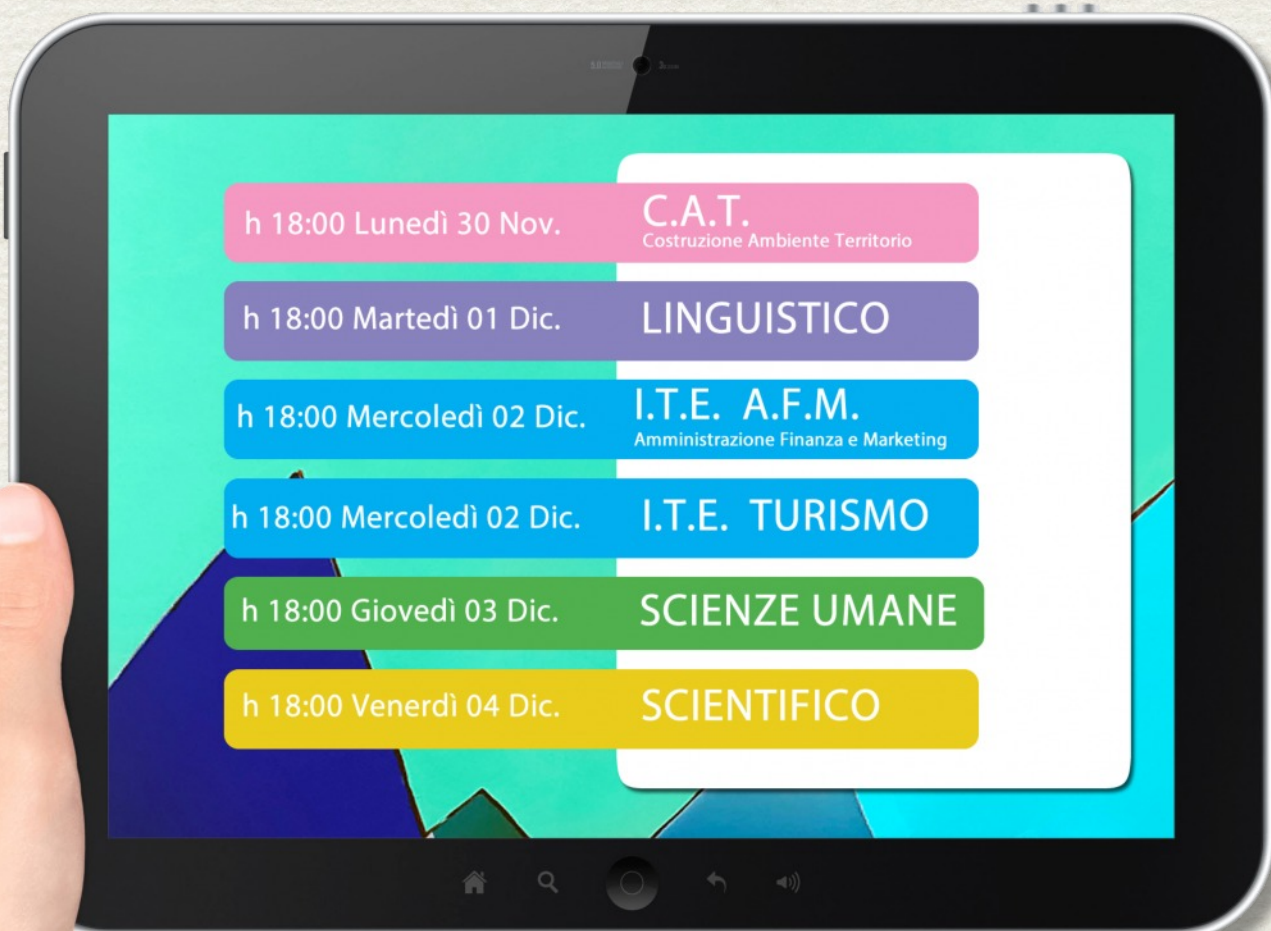 h 18:00 Lunedì 30 Nov.
C.A.T.
Costruzione Ambiente Territorio
h 18:00 Martedì 01 Dic.
LINGUISTICO
h 18:00 Mercoledì 02 Dic.
I.T.E. A.F.M.
Amministrazione Finanza e Marketing
h 18:00 Mercoledì 02 Dic.
I.T.E. TURISMO
h 18:00 Giovedì 03 Dic.
SCIENZE UMANE
h 18:00 Venerdì 04 Dic.
SCIENTIFICO